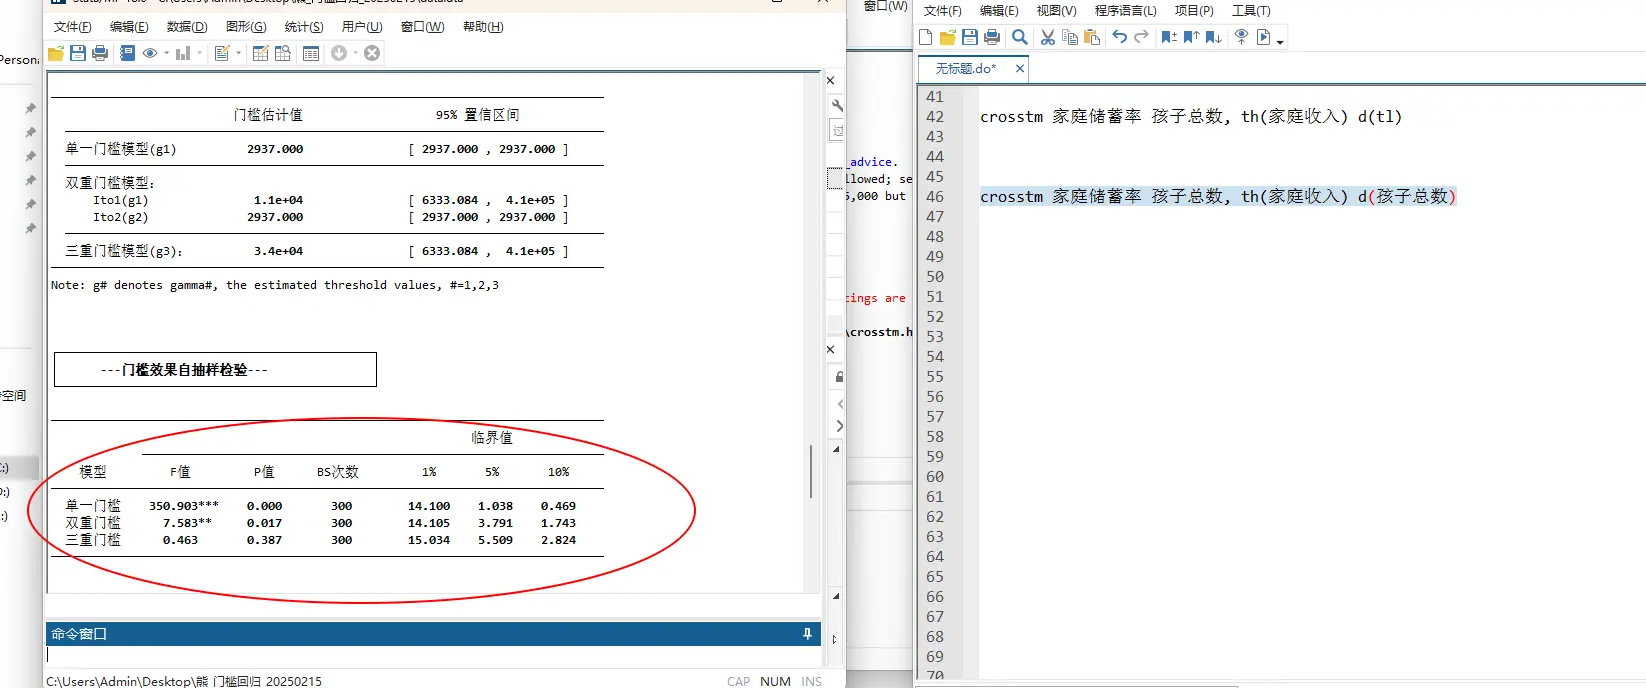 文件(F) 编辑(E) 数据(D) 图形(G) 统计(S) 用户(U) 窗口(W) 帮助(H)
门槛估计值 95% 置信区间
单一门槛模型(g1) 2937.000 [ 2937.000 , 2937.000 ]
双重门槛模型：
Ito1(g1) 1.1e+04 [ 6333.084 , 4.1e+05 ]
Ito2(g2) 2937.000 [ 2937.000 , 2937.000 ]
三重门槛模型(g3)： 3.4e+04 [ 6333.084 , 4.1e+05 ]
Note: g# denotes gamma#, the estimated threshold values, #=1,2,3
---门槛效果自抽样检验---
临界值
模型 F值 P值 BS次数 1% 5% 10%
单一门槛 350.903*** 0.000 300 14.100 1.038 0.469
双重门槛 7.583** 0.017 300 14.105 3.791 1.743
三重门槛 0.463 0.387 300 15.034 5.509 2.824
命令窗口
C:\Users\Admin\Desktop\熊 门槛回归 20250215
CAP NUM INS
Persona
空间
窗口(W)
advice.
llowed; se
5,000 but
ings are
\crosstm.h
文件(F) 编辑(E) 视图(V) 程序语言(L) 项目(P) 工具(T)
无标题.do*
41
42 crosstm 家庭储蓄率 孩子总数, th(家庭收入) d(tl)
43
44
45
46 crosstm 家庭储蓄率 孩子总数, th(家庭收入) d(孩子总数)
47
48
49
50
51
52
53
54
55
56
57
58
59
60
61
62
63
64
65
66
67
68
69
70